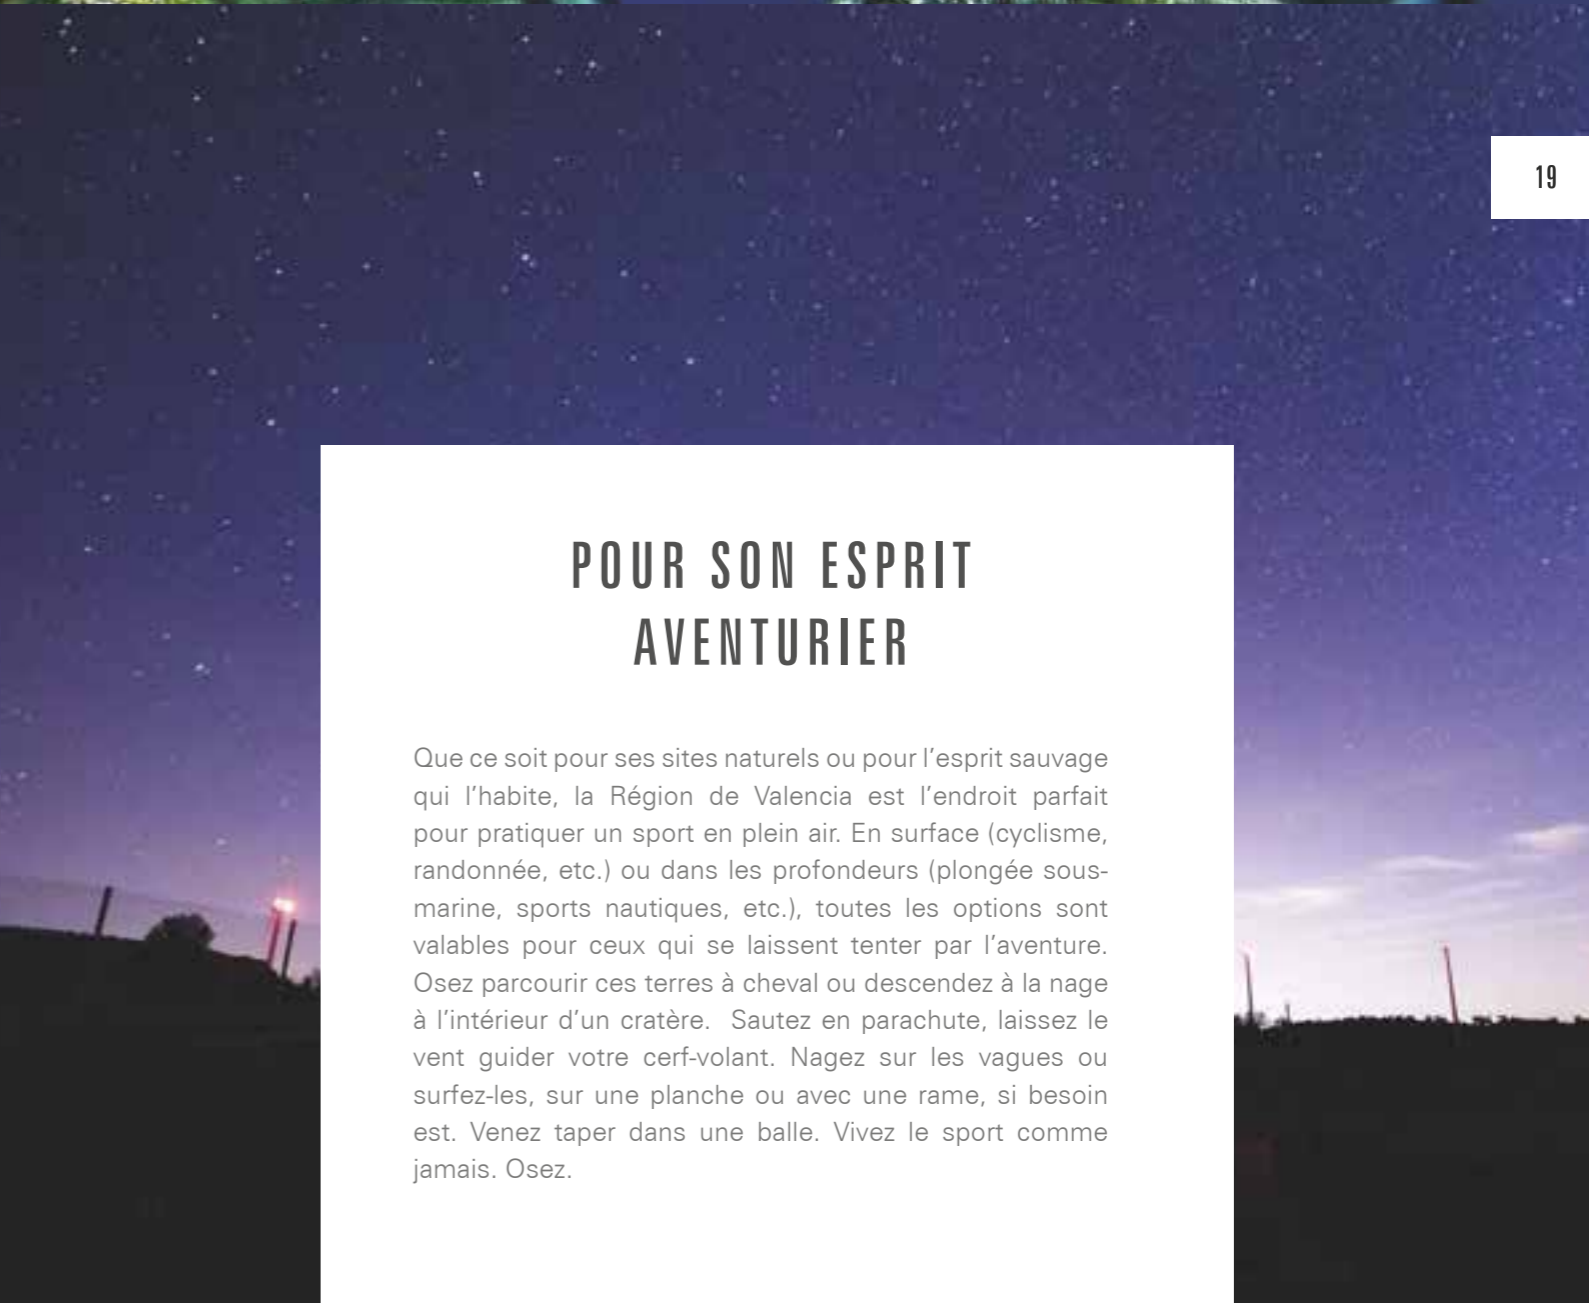 19
POUR SON ESPRIT
AVENTURIER
Que ce soit pour ses sites naturels ou pour l’esprit sauvage
qui l’habite, la Région de Valencia est l’endroit parfait
pour pratiquer un sport en plein air. En surface (cyclisme,
randonnée, etc.) ou dans les profondeurs (plongée sous-
marine, sports nautiques, etc.), toutes les options sont
valables pour ceux qui se laissent tenter par l’aventure.
Osez parcourir ces terres à cheval ou descendez à la nage
à l’intérieur d’un cratère.  Sautez en parachute, laissez le
vent guider votre cerf-volant. Nagez sur les vagues ou
surfez-les, sur une planche ou avec une rame, si besoin
est. Venez taper dans une balle. Vivez le sport comme
jamais. Osez.